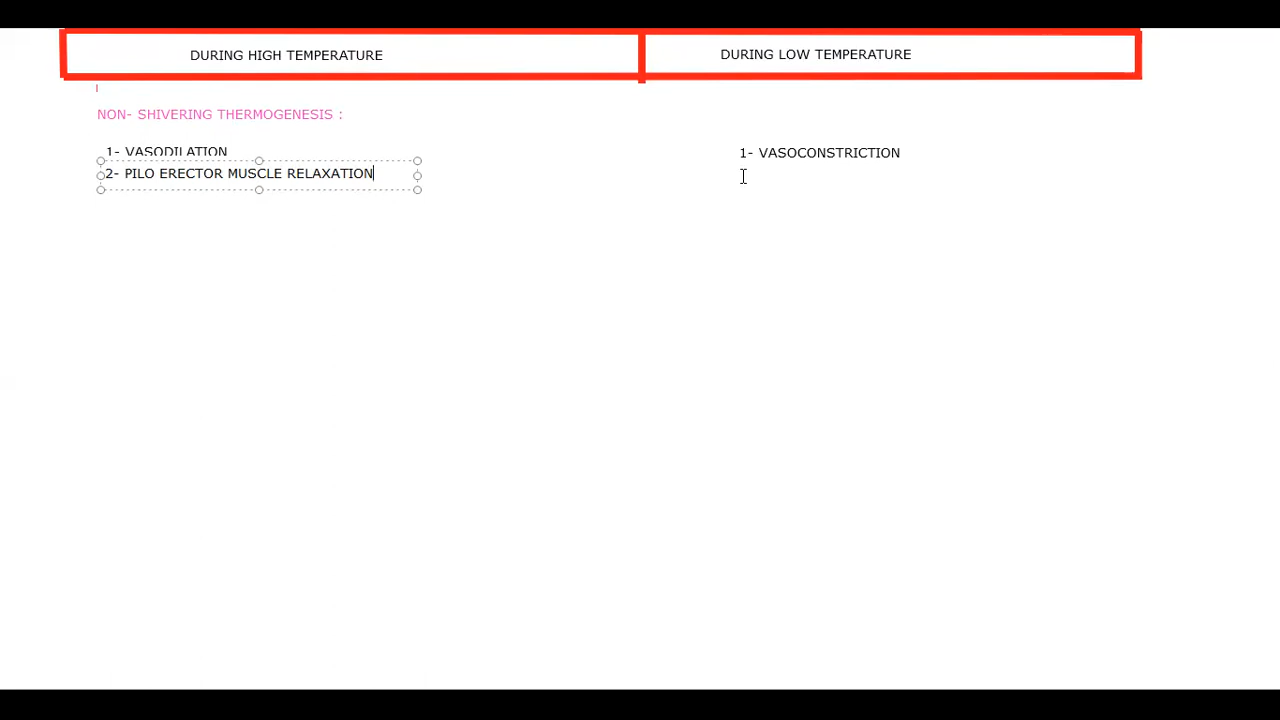 DURING HIGH TEMPERATURE
DURING LOW TEMPERATURE
NON- SHIVERING THERMOGENESIS :
1- VASODILATION
1- VASOCONSTRICTION
2- PILO ERECTOR MUSCLE RELAXATION